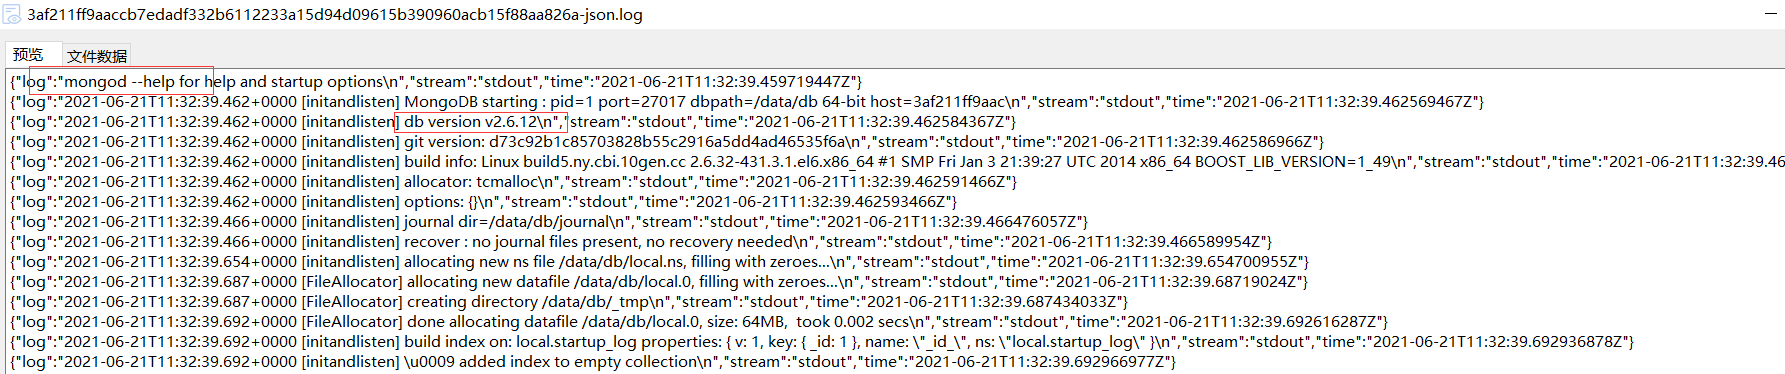 3af211ff9aaccb7edadf332b6112233a15d94d09615b390960acb15f88aa826a-json.log
预览 文件数据
{"log":"mongod --help for help and startup options\n","stream":"stdout","time":"2021-06-21T11:32:39.459719447Z"}
{"log":"2021-06-21T11:32:39.462+0000 [initandlisten] MongoDB starting : pid=1 port=27017 dbpath=/data/db 64-bit host=3af211ff9aac\n","stream":"stdout","time":"2021-06-21T11:32:39.462569467Z"}
{"log":"2021-06-21T11:32:39.462+0000 [initandlisten] db version v2.6.12\n","stream":"stdout","time":"2021-06-21T11:32:39.462584367Z"}
{"log":"2021-06-21T11:32:39.462+0000 [initandlisten] git version: d73c92b1c85703828b55c2916a5dd4ad46535f6a\n","stream":"stdout","time":"2021-06-21T11:32:39.462586966Z"}
{"log":"2021-06-21T11:32:39.462+0000 [initandlisten] build info: Linux build5.ny.cbi.10gen.cc 2.6.32-431.3.1.el6.x86_64 #1 SMP Fri Jan 3 21:39:27 UTC 2014 x86_64 BOOST_LIB_VERSION=1_49\n","stream":"stdout","time":"2021-06-21T11:32:39.46
{"log":"2021-06-21T11:32:39.462+0000 [initandlisten] allocator: tcmalloc\n","stream":"stdout","time":"2021-06-21T11:32:39.462591466Z"}
{"log":"2021-06-21T11:32:39.462+0000 [initandlisten] options: {}\n","stream":"stdout","time":"2021-06-21T11:32:39.462593466Z"}
{"log":"2021-06-21T11:32:39.466+0000 [initandlisten] journal dir=/data/db/journal\n","stream":"stdout","time":"2021-06-21T11:32:39.466476057Z"}
{"log":"2021-06-21T11:32:39.466+0000 [initandlisten] recover : no journal files present, no recovery needed\n","stream":"stdout","time":"2021-06-21T11:32:39.466589954Z"}
{"log":"2021-06-21T11:32:39.654+0000 [initandlisten] allocating new ns file /data/db/local.ns, filling with zeroes...\n","stream":"stdout","time":"2021-06-21T11:32:39.654700955Z"}
{"log":"2021-06-21T11:32:39.687+0000 [FileAllocator] allocating new datafile /data/db/local.0, filling with zeroes...\n","stream":"stdout","time":"2021-06-21T11:32:39.68719024Z"}
{"log":"2021-06-21T11:32:39.687+0000 [FileAllocator] creating directory /data/db/_tmp\n","stream":"stdout","time":"2021-06-21T11:32:39.687434033Z"}
{"log":"2021-06-21T11:32:39.692+0000 [FileAllocator] done allocating datafile /data/db/local.0, size: 64MB,  took 0.002 secs\n","stream":"stdout","time":"2021-06-21T11:32:39.692616287Z"}
{"log":"2021-06-21T11:32:39.692+0000 [initandlisten] build index on: local.startup_log properties: { v: 1, key: { _id: 1 }, name: \"_id_\", ns: \"local.startup_log\" }\n","stream":"stdout","time":"2021-06-21T11:32:39.692936878Z"}
{"log":"2021-06-21T11:32:39.692+0000 [initandlisten] \u0009 added index to empty collection\n","stream":"stdout","time":"2021-06-21T11:32:39.692966977Z"}